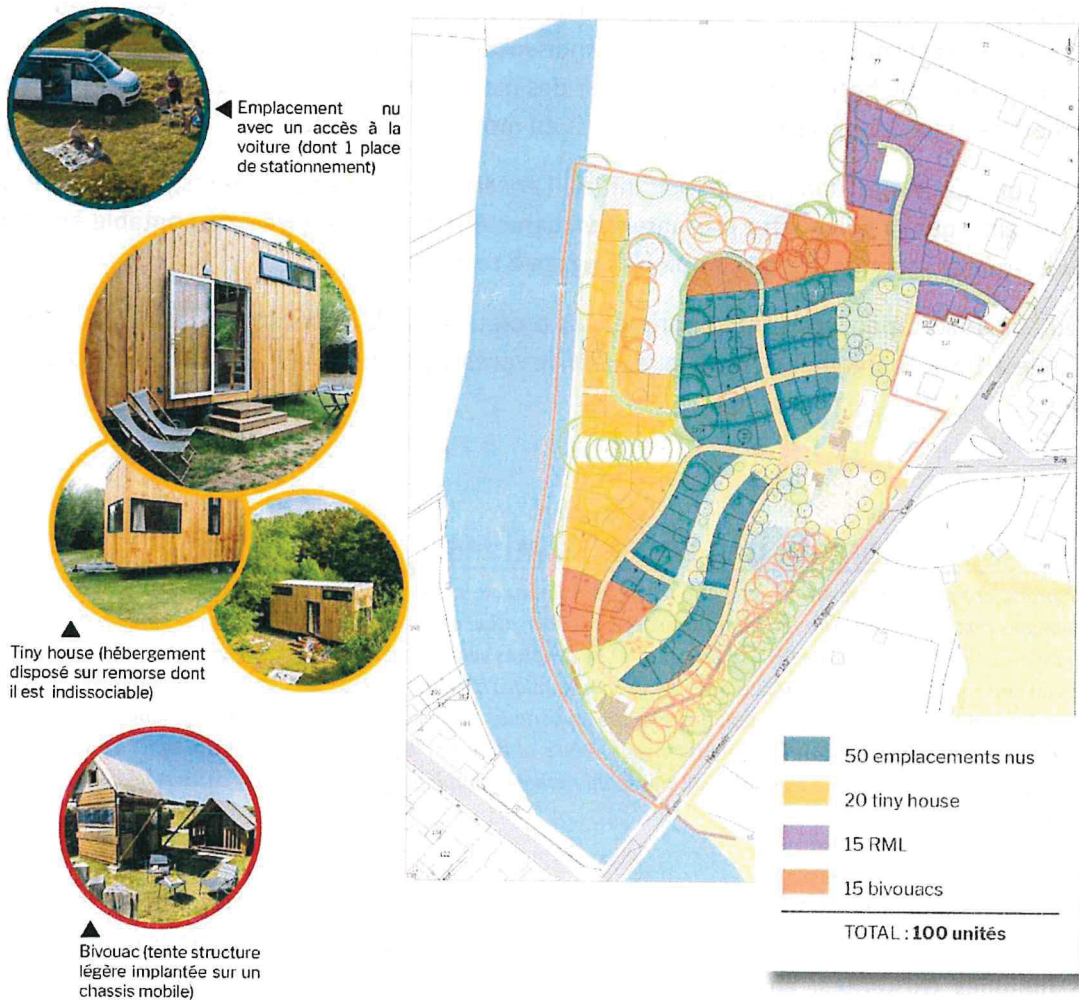 Emplacement nu
avec un accès à la
voiture (dont 1 place
de stationnement)
Tiny house (hébergement
disposé sur remorse dont
il est indissociable)
Bivouac (tente structure
légère implantée sur un
chassis mobile)
50 emplacements nus
20 tiny house
15 RML
15 bivouacs
TOTAL : 100 unités